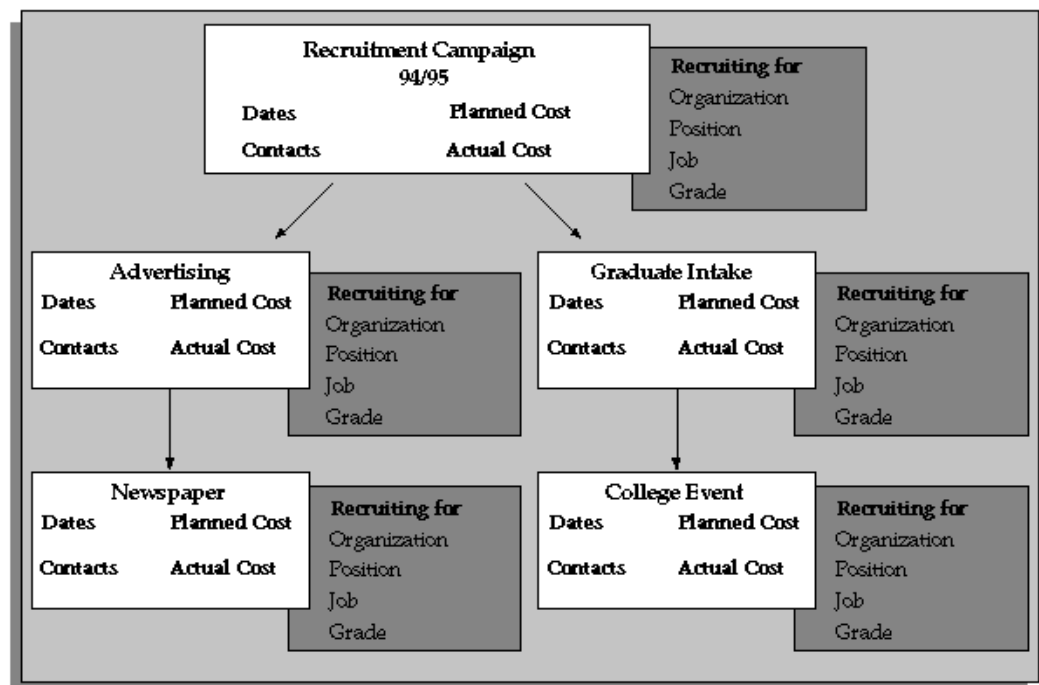 Recruitment Campaign
94/95
Dates Planned Cost
Contacts Actual Cost
Recruiting for
Organization
Position
Job
Grade
Advertising
Dates Planned Cost
Contacts Actual Cost
Recruiting for
Organization
Position
Job
Grade
Graduate Intake
Dates Planned Cost
Contacts Actual Cost
Recruiting for
Organization
Position
Job
Grade
Newspaper
Dates Planned Cost
Contacts Actual Cost
Recruiting for
Organization
Position
Job
Grade
College Event
Dates Planned Cost
Contacts Actual Cost
Recruiting for
Organization
Position
Job
Grade